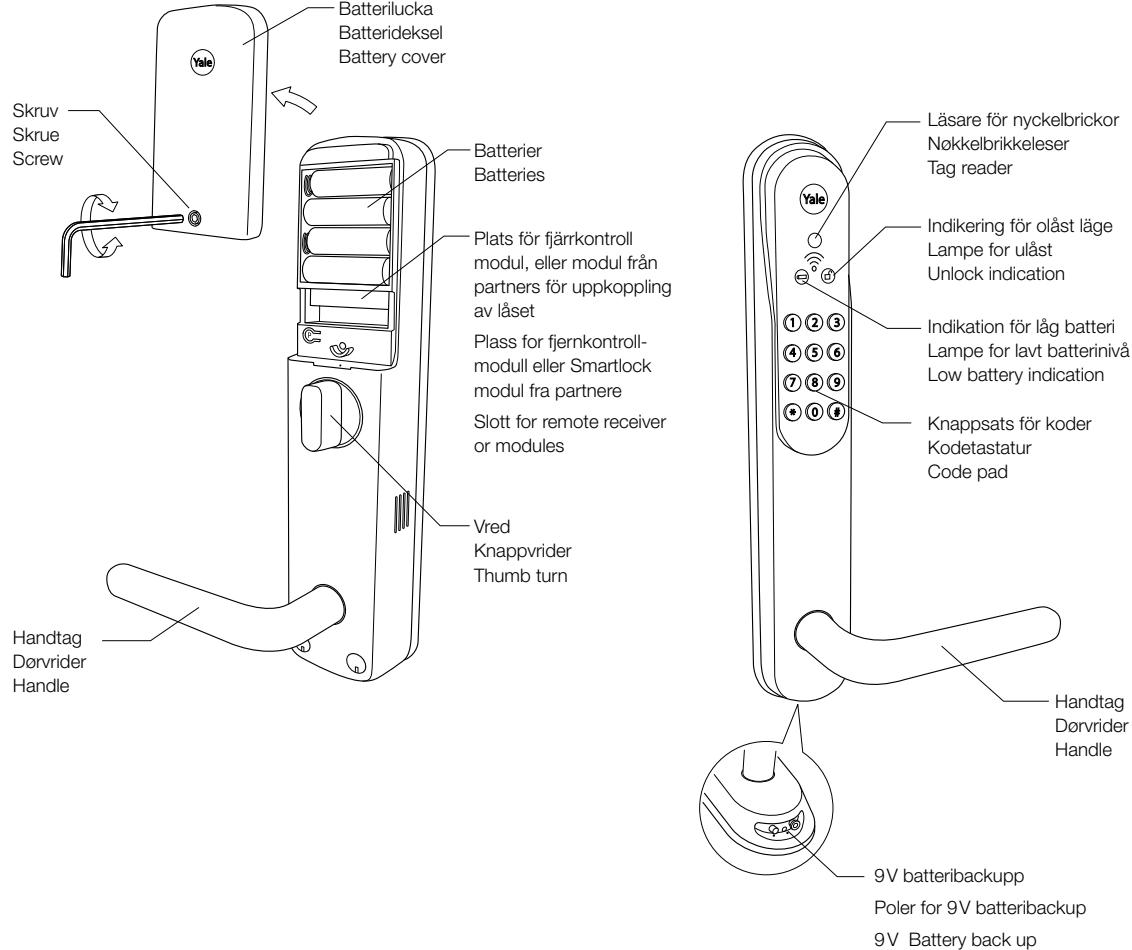 Batterilucka
Batterideksel
Battery cover
Yale
Skruv
Skrue
Screw
Batterier
Batteries
Plats för fjärrkontroll
modul, eller modul från
partners för uppkoppling
av låset
Plass for fjernkontroll-
modull eller Smartlock
modul fra partnere
Slott for remote receiver
or modules
Vred
Knappvrider
Thumb turn
Handtag
Dørvrider
Handle
Läsare för nyckelbrickor
Nøkkelbrikkeleser
Tag reader
Yale
Indikering för olåst läge
Lampe for ulåst
Unlock indication
Indikation för låg batteri
Lampe for lavt batterinivå
Low battery indication
1 2 3
4 5 6
7 8 9
* 0 #
Knappsats för koder
Kodetastatur
Code pad
Handtag
Dørvrider
Handle
9V batteribackupp
Poler for 9V batteribackup
9V Battery back up